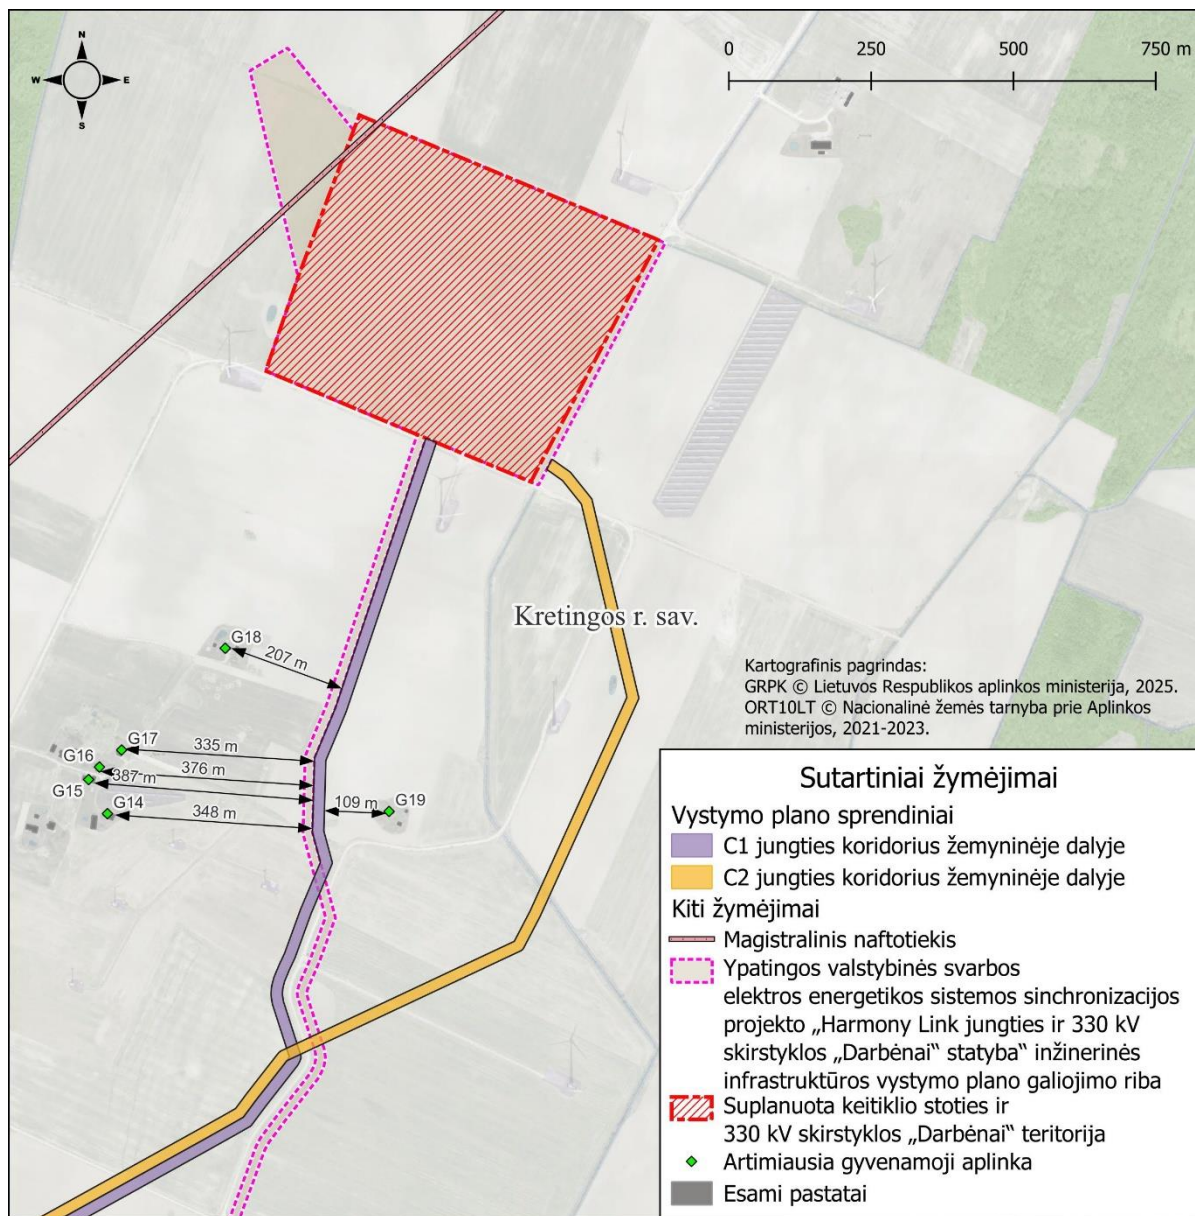 N
W E
S
0 250 500 750 m
Kretingos r. sav.
G18
207 m
G17
335 m
G16
376 m
387 m
G15
G14
348 m
109 m
G19
Kartografinis pagrindas:
GRPK © Lietuvos Respublikos aplinkos ministerija, 2025.
ORT10LT © Nacionalinė žemės tarnyba prie Aplinkos
ministerijos, 2021-2023.
Sutartiniai žymėjimai
Vystymo plano sprendiniai
C1 jungties koridorius žemyninėje dalyje
C2 jungties koridorius žemyninėje dalyje
Kiti žymėjimai
Magistralinis naftotiekis
Ypatingos valstybinės svarbos
elektros energetikos sistemos sinchronizacijos
projekto „Harmony Link jungties ir 330 kV
skirstyklos „Darbėnai“ statyba“ inžinerinės
infrastruktūros vystymo plano galiojimo riba
Suplanuota keitiklio stoties ir
330 kV skirstyklos „Darbėnai“ teritorija
Artimiausia gyvenamoji aplinka
Esami pastatai